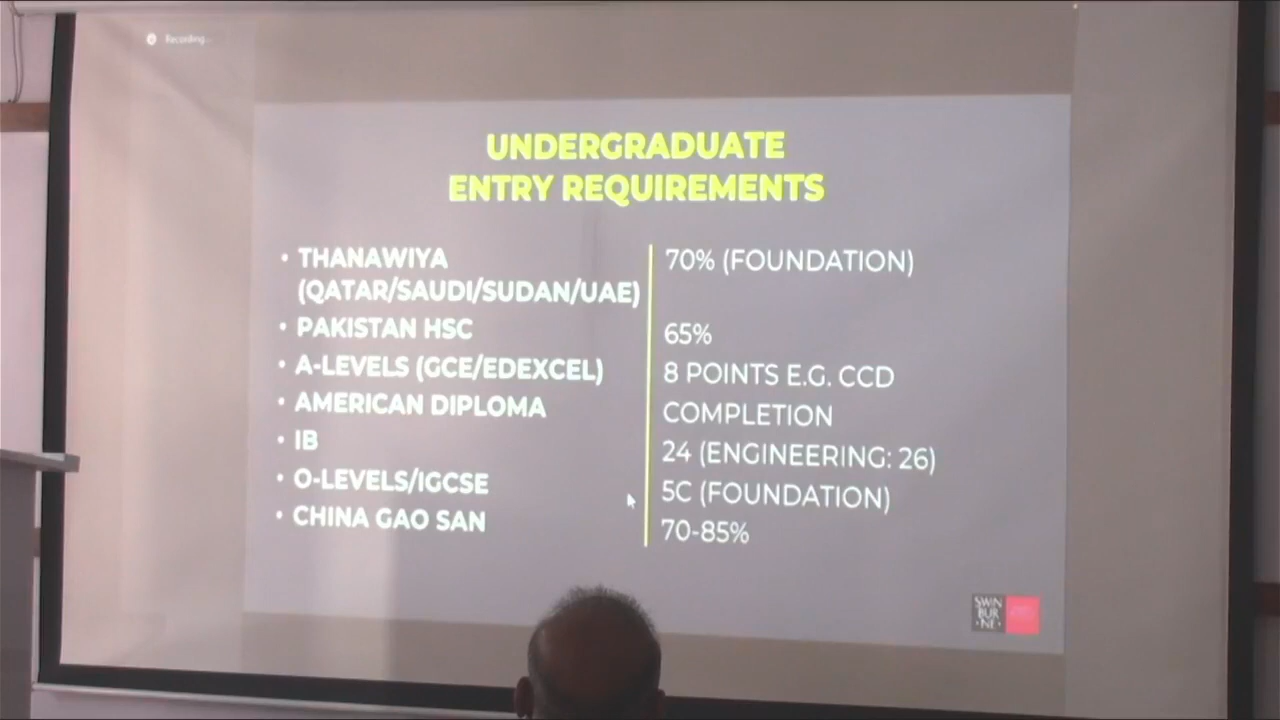 Recording...
UNDERGRADUATE
ENTRY REQUIREMENTS
• THANAWIYA
(QATAR/SAUDI/SUDAN/UAE)
70% (FOUNDATION)
• PAKISTAN HSC
65%
• A-LEVELS (GCE/EDEXCEL)
8 POINTS E.G. CCD
• AMERICAN DIPLOMA
COMPLETION
• IB
24 (ENGINEERING: 26)
• O-LEVELS/IGCSE
5C (FOUNDATION)
• CHINA GAO SAN
70-85%
SWIN
BUR
• NE •